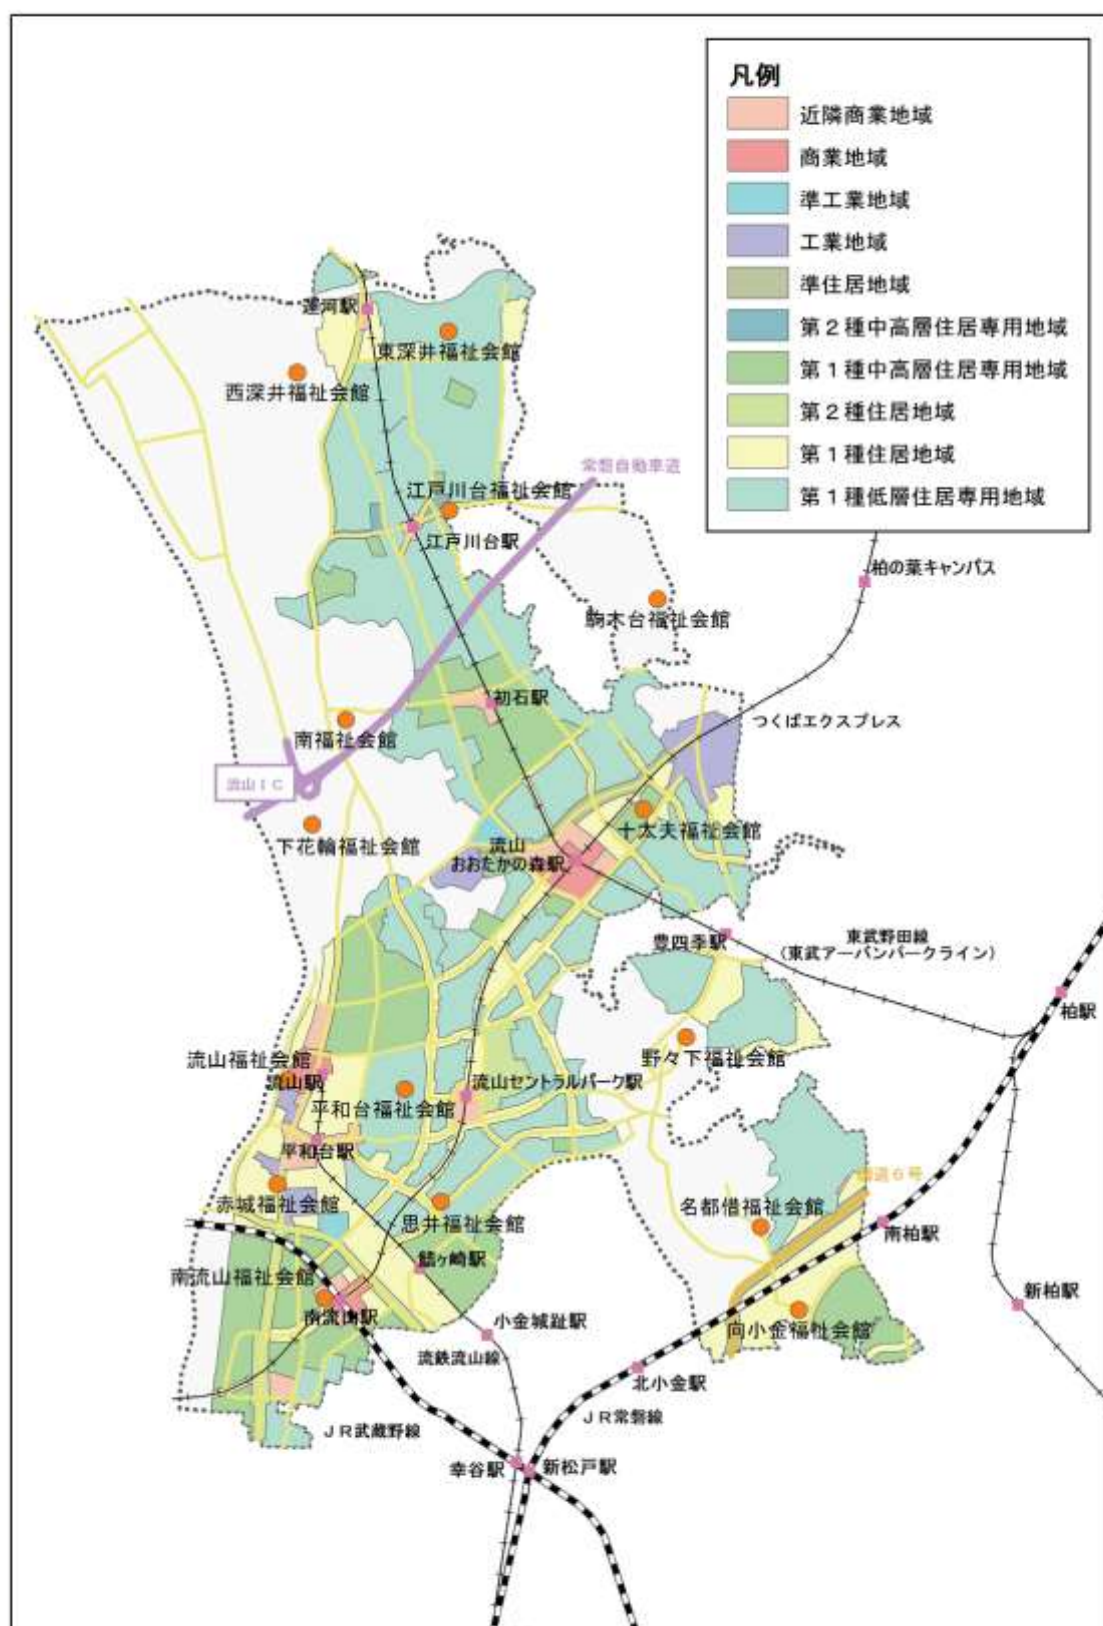 凡例
近隣商業地域
商業地域
準工業地域
工業地域
準住居地域
第２種中高層住居専用地域
第１種中高層住居専用地域
第２種住居地域
第１種住居地域
第１種低層住居専用地域
運河駅
東深井福祉会館
西深井福祉会館
常磐自動車道
江戸川台福祉会館
江戸川台駅
柏の葉キャンパス
駒木台福祉会館
初石駅
つくばエクスプレス
南福祉会館
流山ＩＣ
十太夫福祉会館
下花輪福祉会館
流山
おおたかの森駅
豊四季駅
東武野田線
（東武アーバンパークライン）
柏駅
野々下福祉会館
流山福祉会館
流山駅
流山セントラルパーク駅
平和台福祉会館
平和台駅
国道６号
赤城福祉会館
思井福祉会館
名都借福祉会館
南柏駅
鰭ヶ崎駅
南流山福祉会館
新柏駅
南流山駅
小金城趾駅
向小金福祉会館
流鉄流山線
北小金駅
ＪＲ常磐線
ＪＲ武蔵野線
幸谷駅
新松戸駅